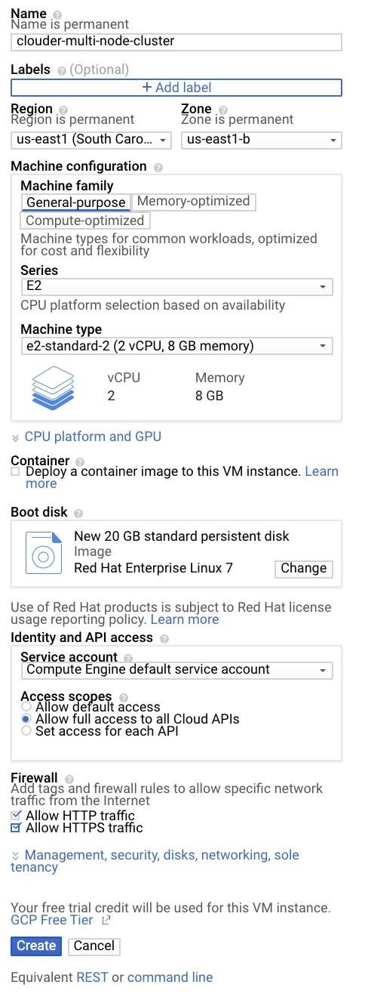 Name
Name is permanent
clouder-multi-node-cluster
Labels (Optional)
+ Add label
Region Zone
Region is permanent Zone is permanent
us-east1 (South Caro... us-east1-b
Machine configuration
Machine family
General-purpose Memory-optimized
Compute-optimized
Machine types for common workloads, optimized
for cost and flexibility
Series
E2
CPU platform selection based on availability
Machine type
e2-standard-2 (2 vCPU, 8 GB memory)
vCPU Memory
2 8 GB
CPU platform and GPU
Container
Deploy a container image to this VM instance. Learn
more
Boot disk
New 20 GB standard persistent disk
Image
Red Hat Enterprise Linux 7 Change
Use of Red Hat products is subject to Red Hat license
usage reporting policy. Learn more
Identity and API access
Service account
Compute Engine default service account
Access scopes
Allow default access
Allow full access to all Cloud APIs
Set access for each API
Firewall
Add tags and firewall rules to allow specific network
traffic from the Internet
Allow HTTP traffic
Allow HTTPS traffic
Management, security, disks, networking, sole
tenancy
Your free trial credit will be used for this VM instance.
GCP Free Tier
Create Cancel
Equivalent REST or command line